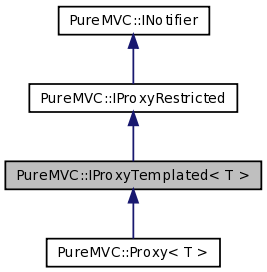 PureMVC::INotifier
PureMVC::IProxyRestricted
PureMVC::IProxyTemplated< T >
PureMVC::Proxy< T >